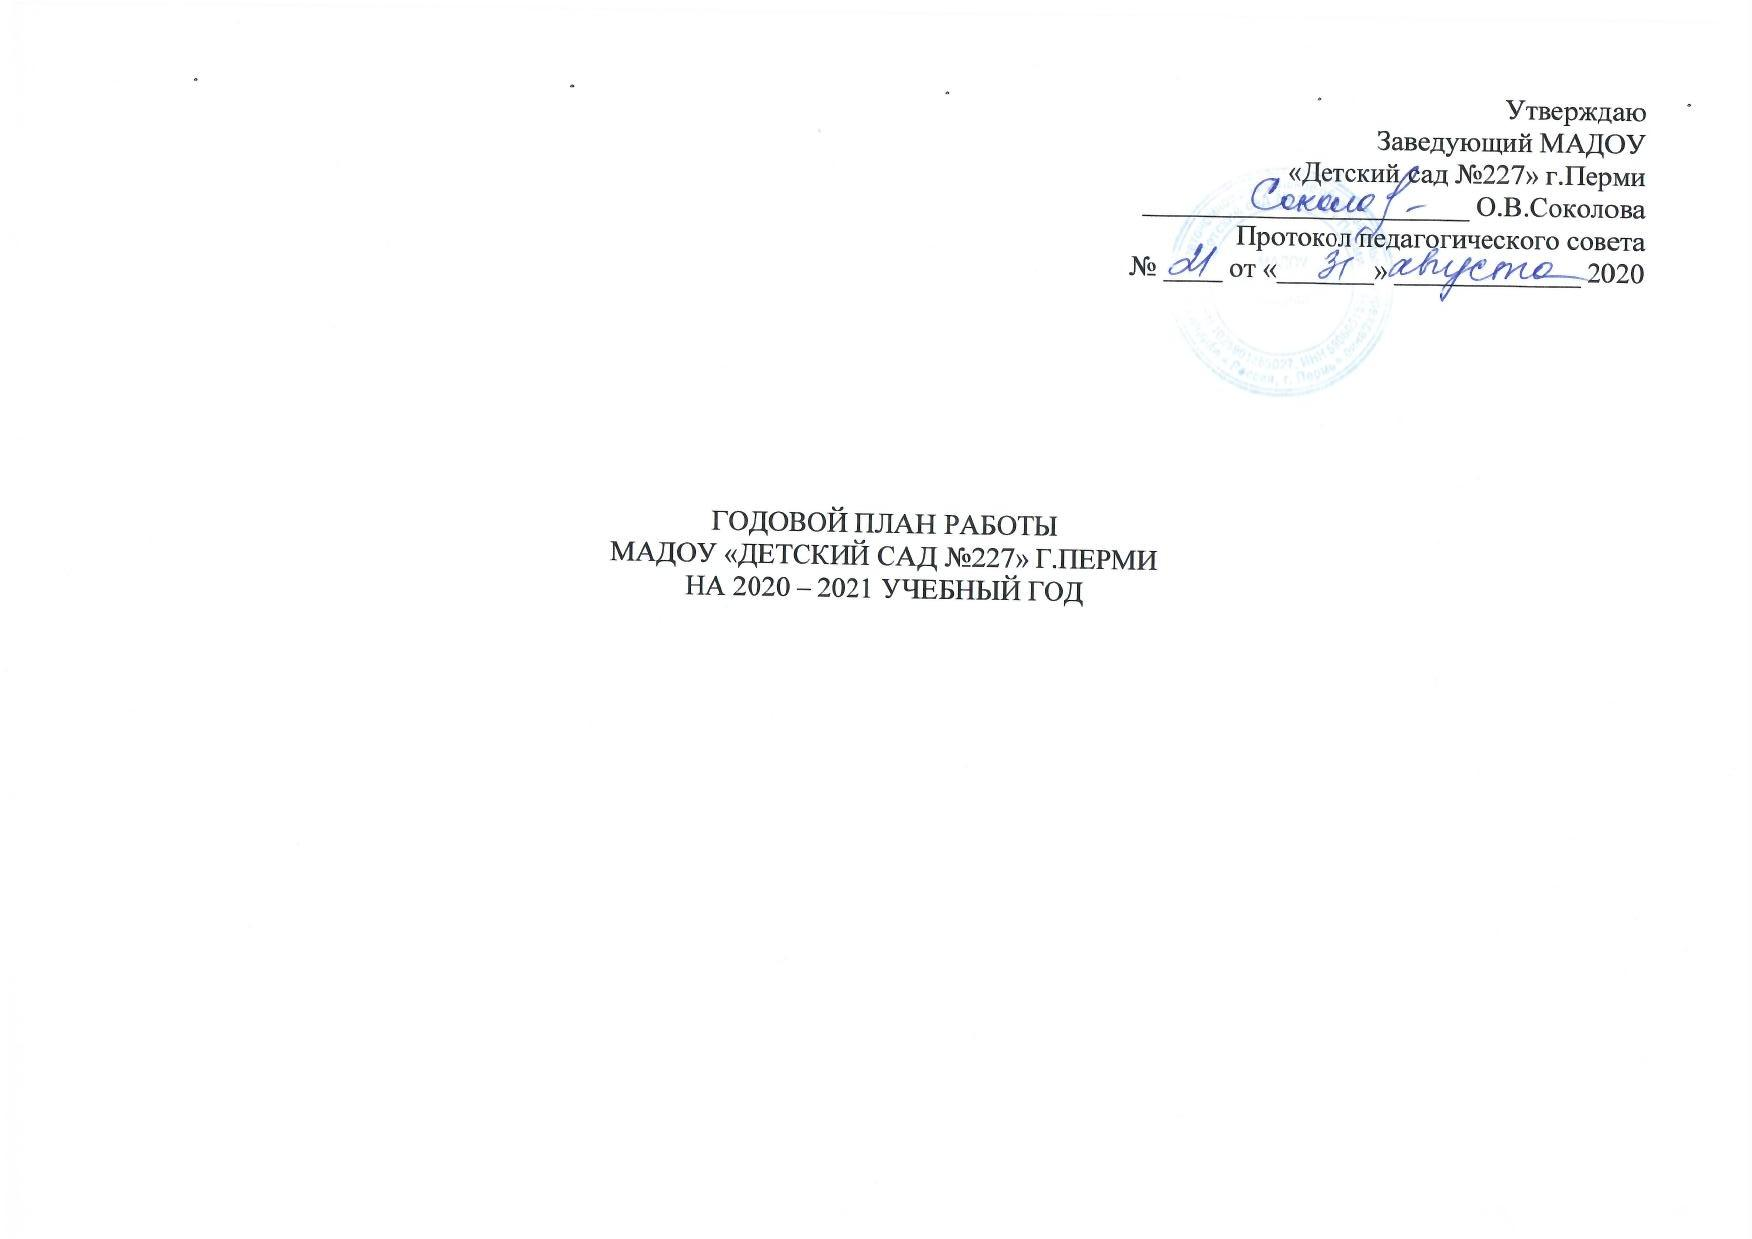 Утверждаю
Заведующий МАДОУ
«Детский сад №227» г.Перми
О.В.Соколова
Протокол педагогического совета
№ 21 от « 31 » августа 2020
ГОДОВОЙ ПЛАН РАБОТЫ
МАДОУ «ДЕТСКИЙ САД №227» Г.ПЕРМИ
НА 2020 – 2021 УЧЕБНЫЙ ГОД